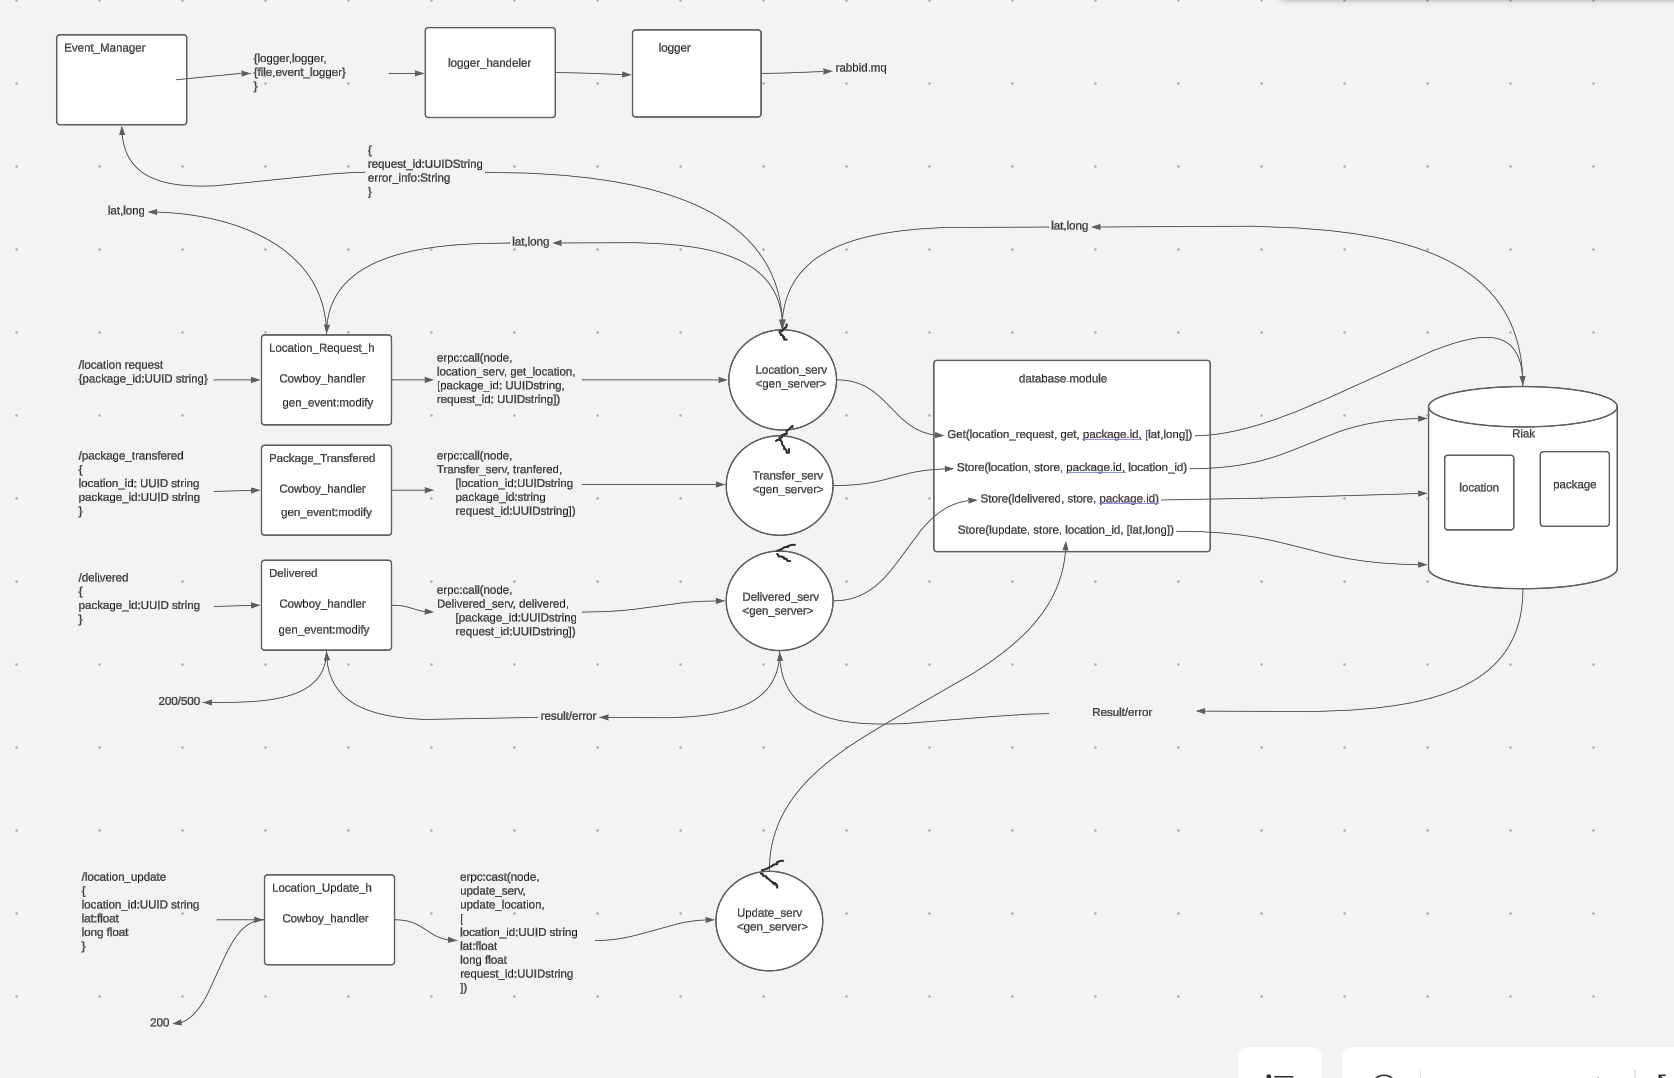 Event_Manager
{logger,logger,
{file,event_logger}
}
logger_handeler
logger
rabbid.mq
{
request_id:UUIDString
error_info:String
}
lat,long
lat,long
lat,long
/location request
{package_id:UUID string}
Location_Request_h
Cowboy_handler
gen_event:modify
erpc:call(node,
location_serv, get_location,
[package_id; UUIDstring,
request_id; UUIDstring])
Location_serv
<gen_server>
database.module
Get(location_request, get, package.id, [lat,long])
Store(location, store, package.id, location_id)
Store(ldelivered, store, package.id)
Store(lupdate, store, location_id, [lat,long])
Riak
location
package
/package_transfered
{
location_id; UUID string
package_id:UUID string
}
Package_Transfered
Cowboy_handler
gen_event:modify
erpc:call(node,
Transfer_serv, tranfered,
[location_id:UUIDstring
package_id:string
request_id:UUIDstring])
Transfer_serv
<gen_server>
/delivered
{
package_id;UUID string
}
Delivered
Cowboy_handler
gen_event:modify
erpc:call(node,
Delivered_serv, delivered,
[package_id:UUIDstring
request_id:UUIDstring])
Delivered_serv
<gen_server>
200/500
result/error
Result/error
/location_update
{
location_id:UUID string
lat:float
long float
}
Location_Update_h
Cowboy_handler
erpc:cast(node,
update_serv,
update_location,
[
location_id;UUID string
lat:float
long float
request_id:UUIDstring
])
Update_serv
<gen_server>
200